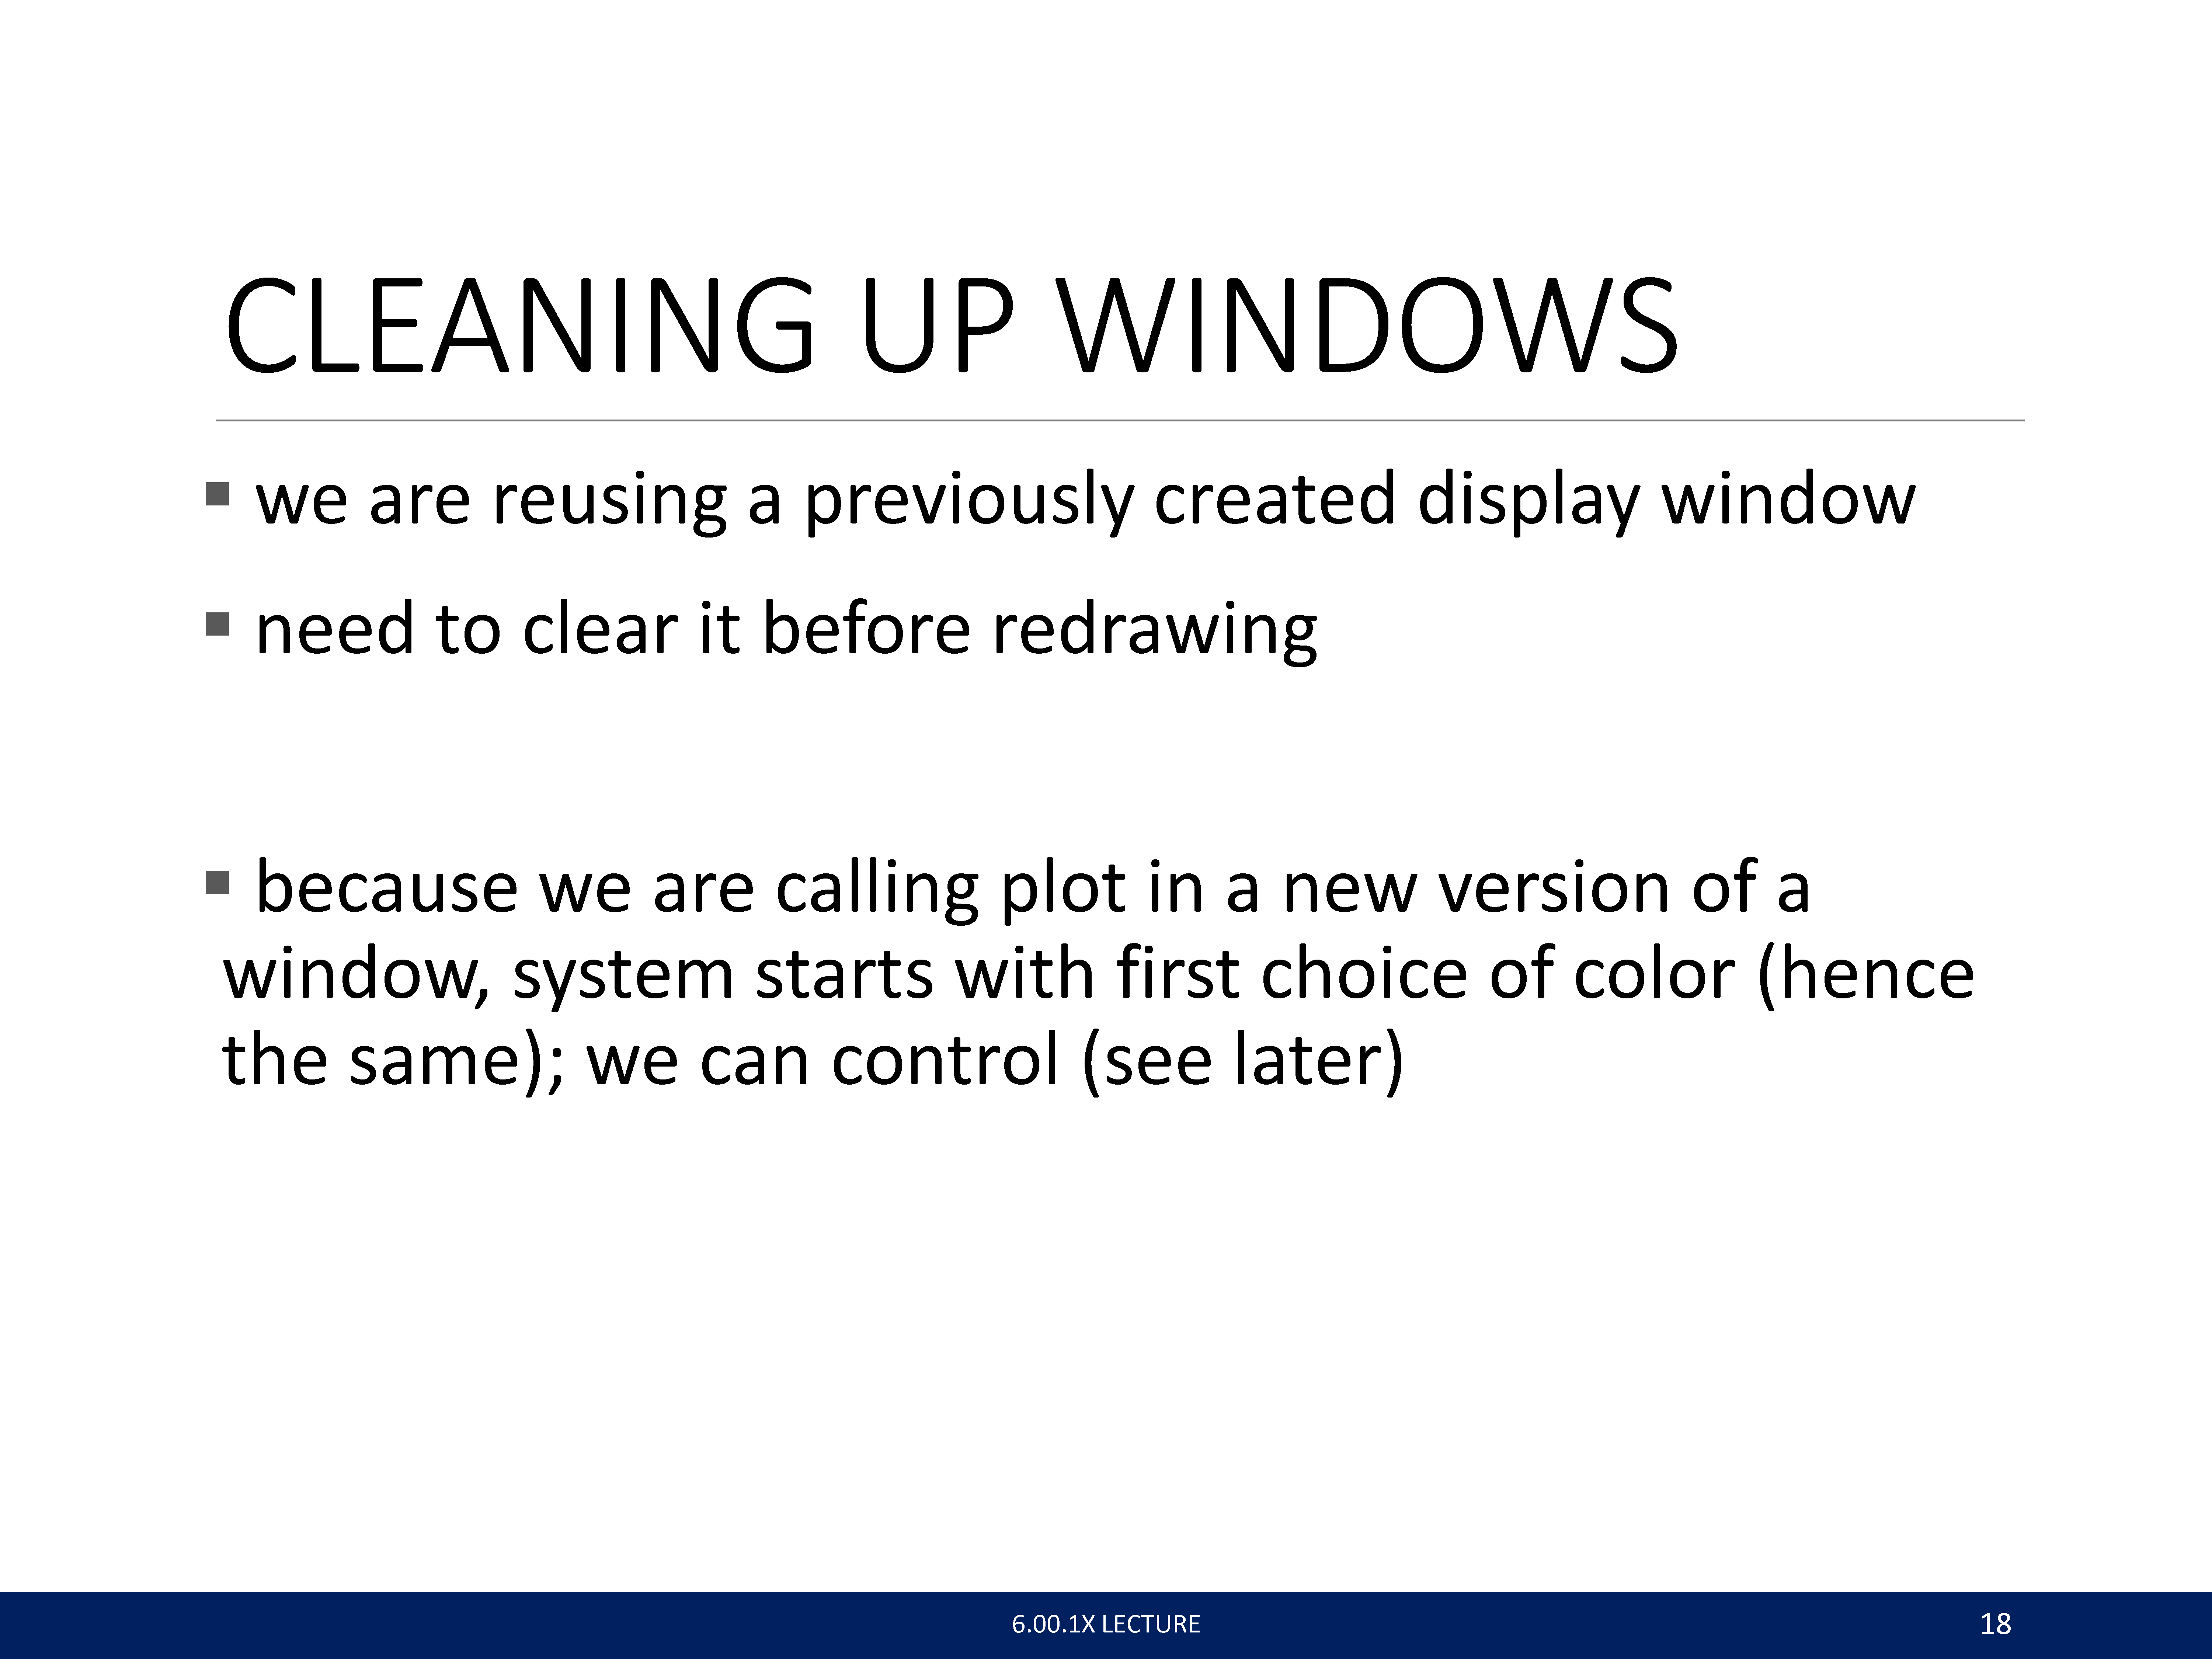 CLEANING UP WINDOWS
▪ we are reusing a previously created display window
▪ need to clear it before redrawing
▪ because we are calling plot in a new version of a
window, system starts with first choice of color (hence
the same); we can control (see later)
6.00.1X LECTURE
18